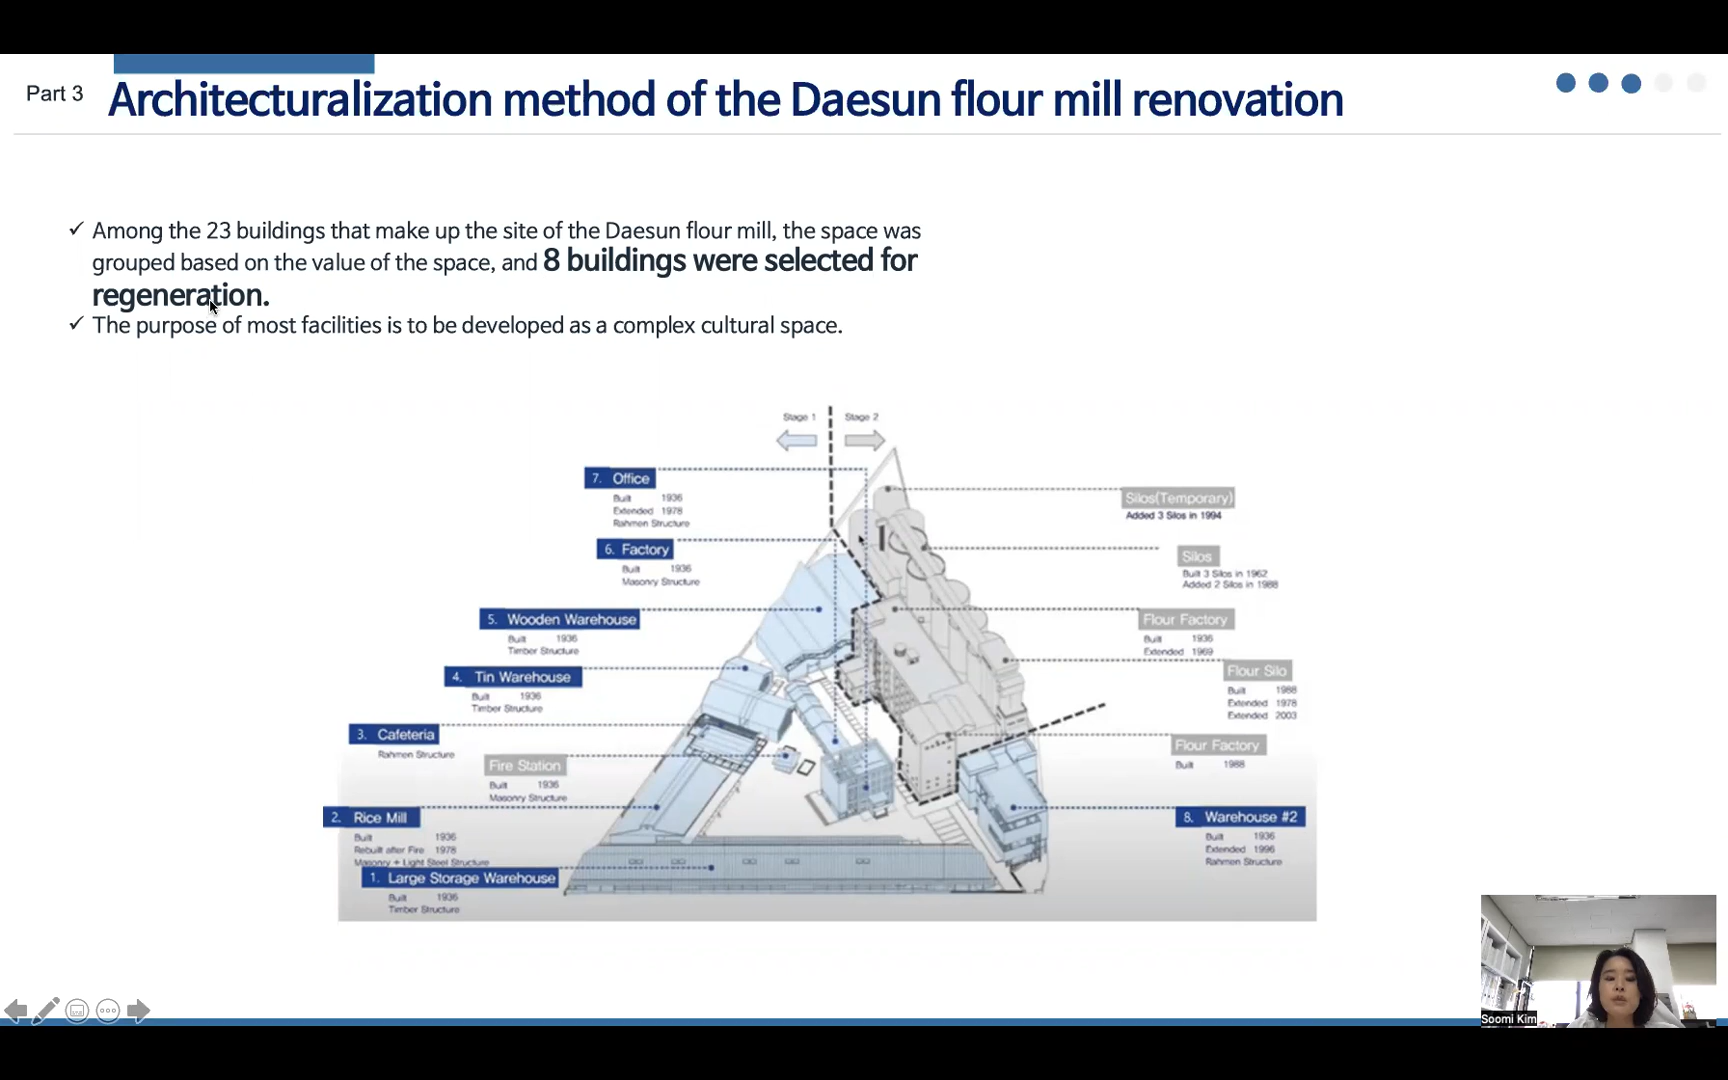 Part 3
Architecturalization method of the Daesun flour mill renovation
✓ Among the 23 buildings that make up the site of the Daesun flour mill, the space was
grouped based on the value of the space, and 8 buildings were selected for
regeneration.
✓ The purpose of most facilities is to be developed as a complex cultural space.
Stage 1
Stage 2
7. Office
Built 1936
Extended 1978
Rahmen Structure
6. Factory
Built 1936
Masonry Structure
5. Wooden Warehouse
Built 1936
Timber Structure
4. Tin Warehouse
Built 1936
Timber Structure
3. Cafeteria
Rahmen Structure
Fire Station
Built 1936
Masonry Structure
2. Rice Mill
Built 1936
Rebuilt after Fire 1978
Masonry + Light Steel Structure
1. Large Storage Warehouse
Built 1936
Timber Structure
Silos(Temporary)
Added 3 Silos in 1994
Silos
Built 3 Silos in 1962
Added 2 Silos in 1988
Flour Factory
Built 1936
Extended 1969
Flour Silo
Built 1988
Extended 1978
Extended 2003
Flour Factory
Built 1988
8. Warehouse #2
Built 1936
Extended 1996
Rahmen Structure
Soomi Kim